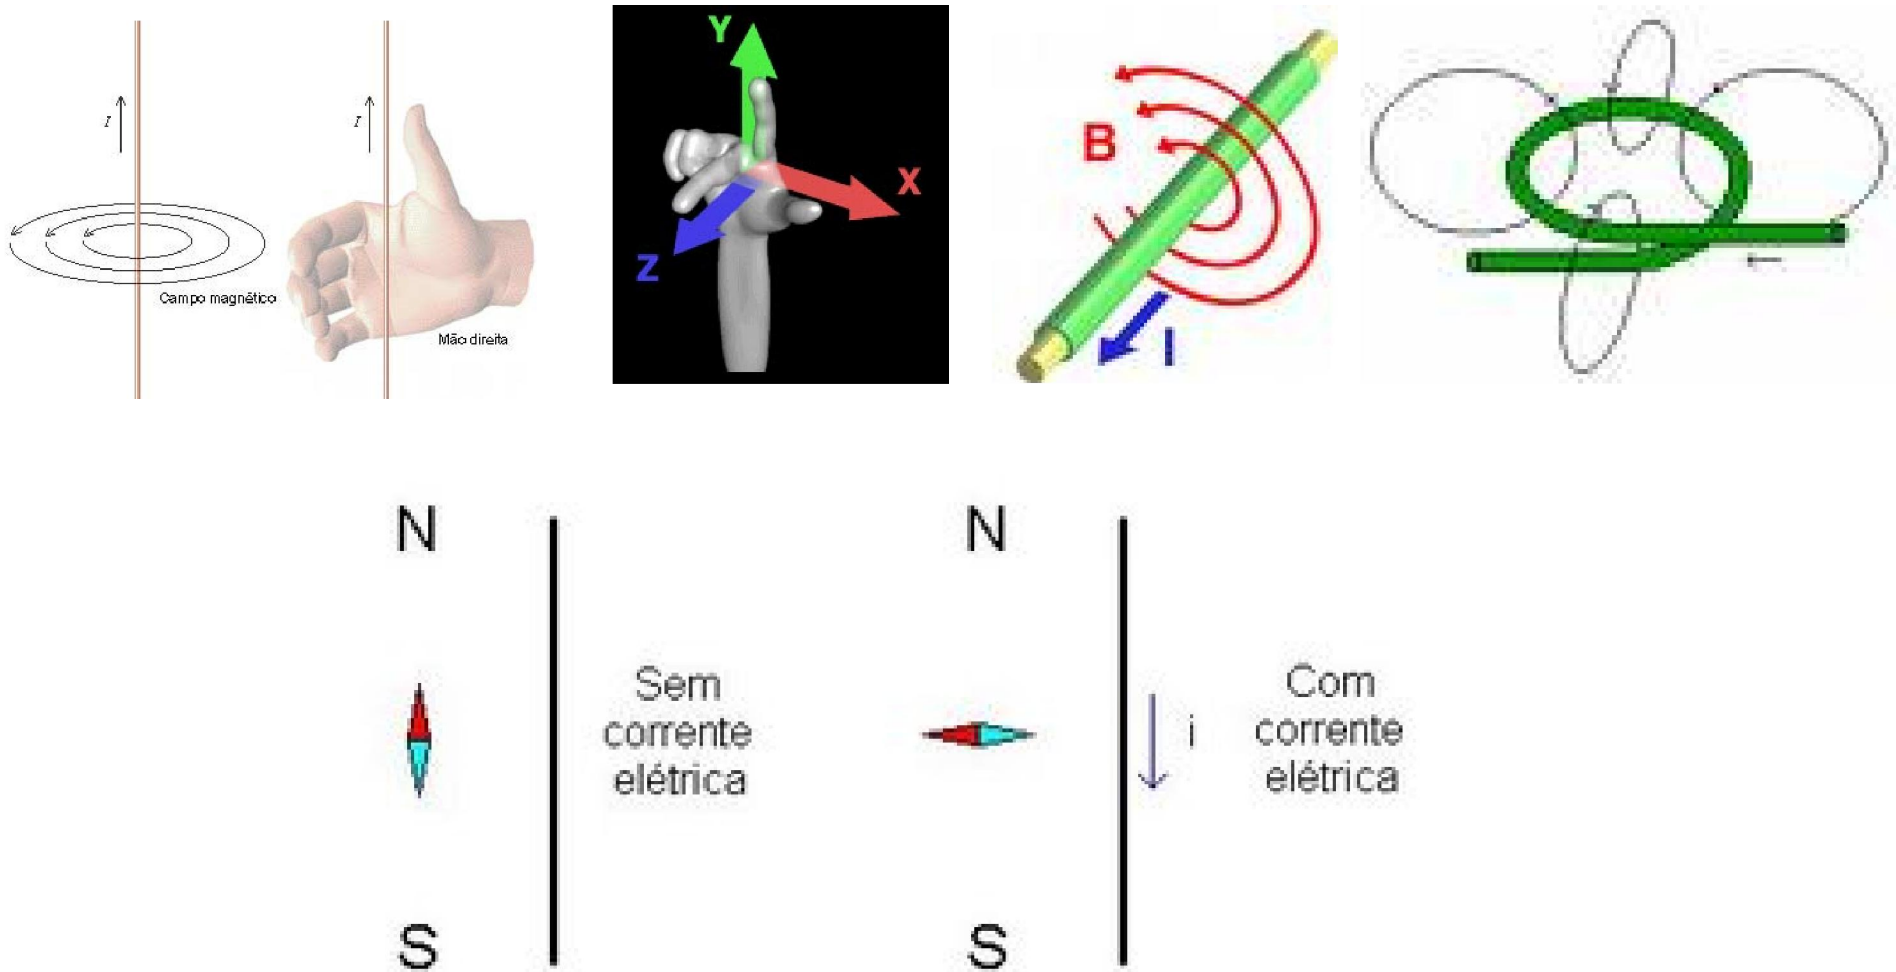 I
Campo magnético
I
Mão direita
Y
X
Z
B
I
N
Sem
corrente
elétrica
S
N
i
Com
corrente
elétrica
S